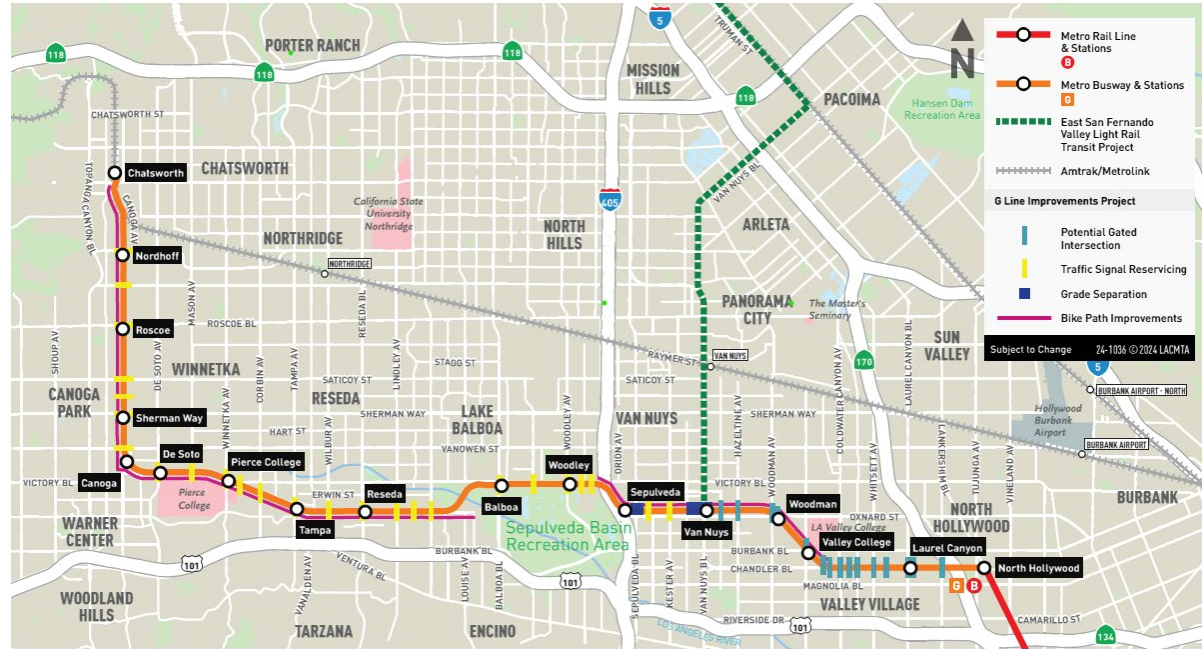 118
PORTER RANCH
118
118
5
TRUMAN ST
MISSION
HILLS
118
PACOIMA
Hansen Dam
Recreation Area
N
Metro Rail Line
& Stations
B
Metro Busway & Stations
G
East San Fernando
Valley Light Rail
Transit Project
Amtrak/Metrolink
G Line Improvements Project
Potential Gated
Intersection
Traffic Signal Reservicing
Grade Separation
Bike Path Improvements
Subject to Change
24-1036 © 2024 LACMTA
CHATSWORTH ST
CHATSWORTH
Chatsworth
TOPANGA CANYON BL
CANOGA AV
California State
University
Northridge
405
VAN NUYS BL
NORTHRIDGE
NORTHRIDGE
NORTH
HILLS
ARLETA
Nordhoff
MASON AV
RESEDA BL
PANORAMA
CITY
The Master's
Seminary
SHOUP AV
Roscoe
ROSCOE BL
DE SOTO AV
WINNETKA
CORBIN AV
TAMPA AV
LINDLEY AV
STAGG ST
RAYMER ST
VAN NUYS
170
LAUREL CANYON BL
SUN
VALLEY
5
BURBANK AIRPORT - NORTH
SATICOY ST
SATICOY ST
CANOGA
PARK
RESEDA
Sherman Way
WINNETKA AV
SHERMAN WAY
LAKE
BALBOA
WOODLEY AV
VAN NUYS
HAZELTINE AV
SHERMAN WAY
COLDWATER CANYON AV
Hollywood
Burbank
Airport
BURBANK AIRPORT
HART ST
WILBUR AV
VANOWEN ST
ORION AV
WOODMAN AV
WHITSETT AV
LANKERSHIM BL
TUJUNGA AV
VINELAND AV
De Soto
Pierce College
Woodley
VICTORY BL
Canoga
Pierce
College
ERWIN ST
Reseda
Balboa
Sepulveda
VICTORY BL
Woodman
BURBANK
WARNER
CENTER
Tampa
Sepulveda Basin
Recreation Area
Van Nuys
OXNARD ST
LA Valley College
NORTH
HOLLYWOOD
101
BURBANK BL
BURBANK BL
Valley College
Laurel Canyon
CHANDLER BL
North Hollywood
VENTURA BL
LOUISE AV
BALBOA BL
101
SEPULVEDA BL
KESTER AV
VAN NUYS BL
MAGNOLIA BL
G
B
WOODLAND
HILLS
VANALDEN AV
TARZANA
ENCINO
VALLEY VILLAGE
LOS ANGELES RIVER
RIVERSIDE DR
101
CAMARILLO ST
134